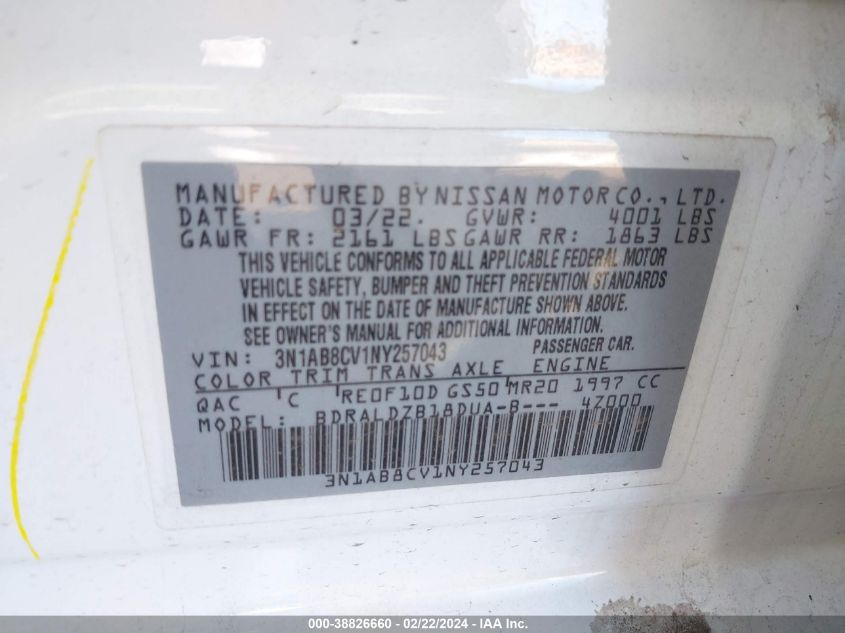 MANUFACTURED BY NISSAN MOTOR CO., LTD.
DATE: 03/22. GVWR: 4001 LBS
GAWR FR: 2161 LBS GAWR RR: 1863 LBS
THIS VEHICLE CONFORMS TO ALL APPLICABLE FEDERAL MOTOR
VEHICLE SAFETY, BUMPER AND THEFT PREVENTION STANDARDS
IN EFFECT ON THE DATE OF MANUFACTURE SHOWN ABOVE.
SEE OWNER'S MANUAL FOR ADDITIONAL INFORMATION.
VIN: 3N1AB8CV1NY257043 PASSENGER CAR.
COLOR TRIM TRANS AXLE ENGINE
QAC 'C 'RE0F10D GS50'MR20 1997 CC
MODEL: BDRALDZB18DUA-B--- 4Z000
3N1AB8CV1NY257043
000-38826660 - 02/22/2024 - IAA Inc.